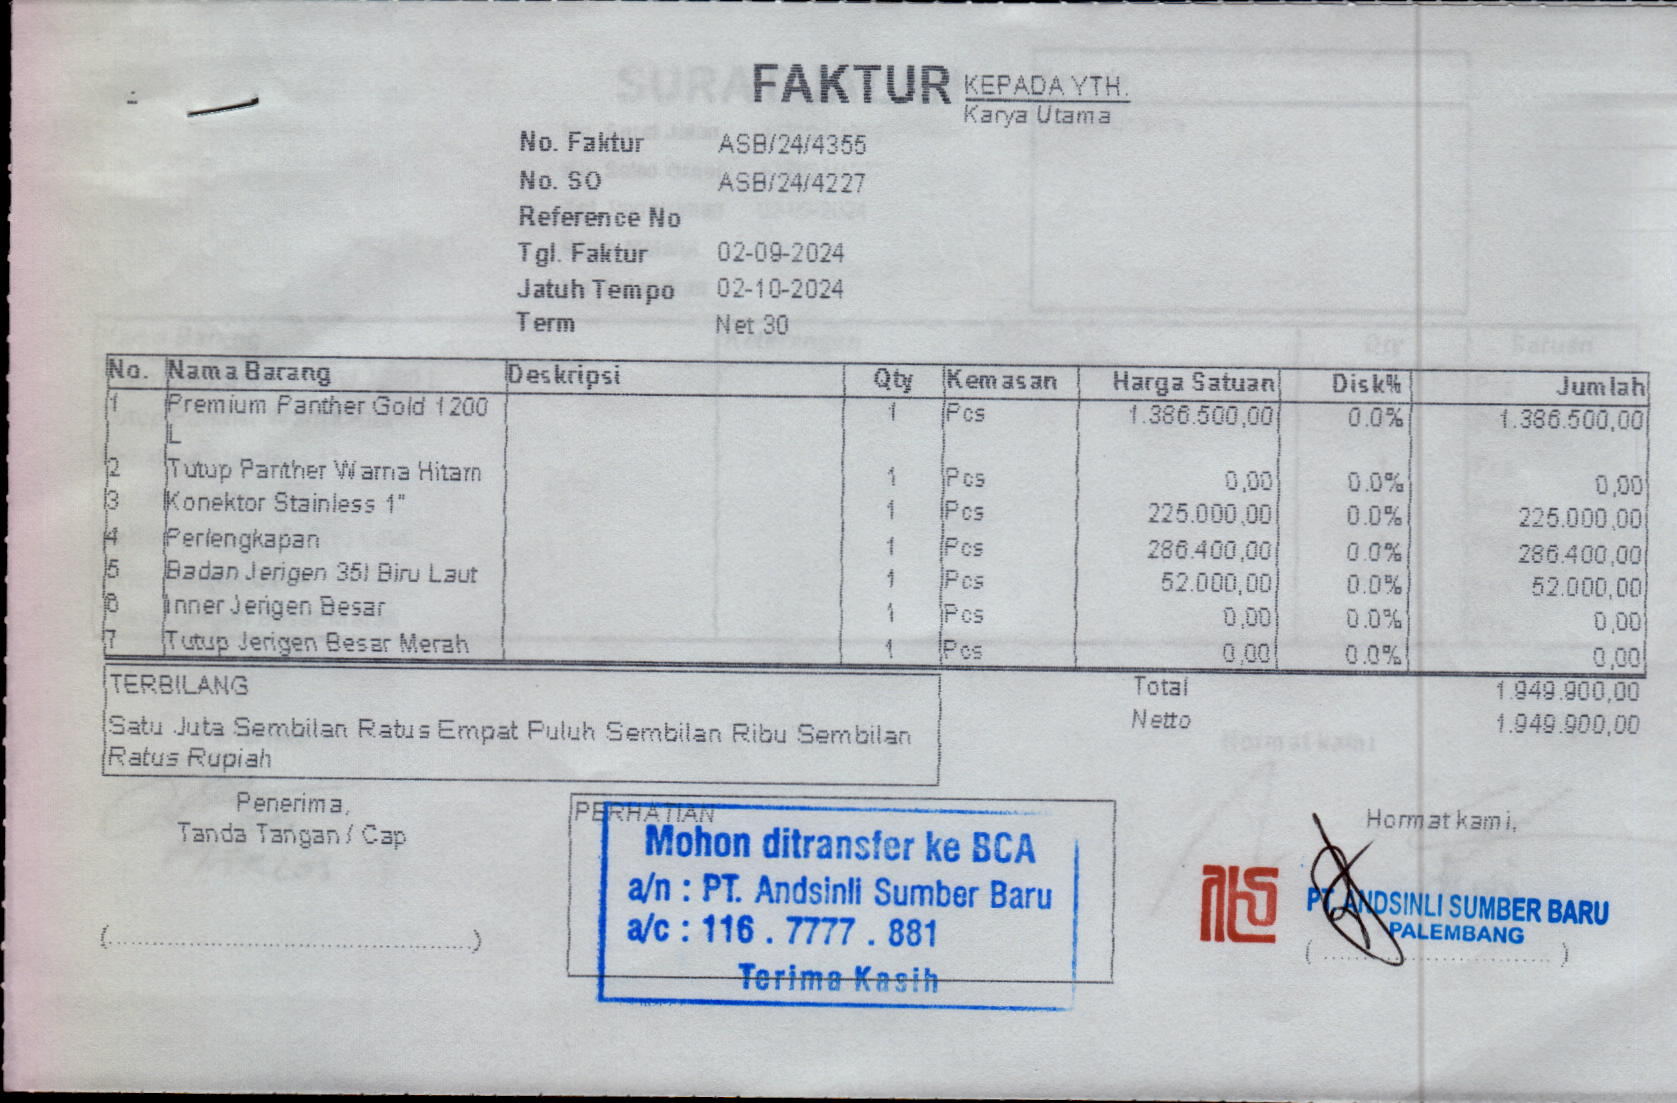 FAKTUR
KEPADA YTH.
Karya Utama
No. Faktur ASB/24/4355
No. SO ASB/24/4227
Reference No
Tgl. Faktur 02-09-2024
Jatuh Tempo 02-10-2024
Term Net 30
No. Nama Barang Deskripsi Qty Kemasan Harga Satuan Disk% Jumlah
1 Premium Panther Gold 1200 1 Pcs 1.386.500,00 0.0% 1.386.500,00
L
2 Tutup Panther Warna Hitam 1 Pcs 0,00 0.0% 0,00
3 Konektor Stainless 1" 1 Pcs 225.000,00 0.0% 225.000,00
4 Perlengkapan 1 Pcs 286.400,00 0.0% 286.400,00
5 Badan Jerigen 35l Biru Laut 1 Pcs 52.000,00 0.0% 52.000,00
6 Inner Jerigen Besar 1 Pcs 0,00 0.0% 0,00
7 Tutup Jerigen Besar Merah 1 Pcs 0,00 0.0% 0,00
TERBILANG
Satu Juta Sembilan Ratus Empat Puluh Sembilan Ribu Sembilan
Ratus Rupiah
Total 1.949.900,00
Netto 1.949.900,00
Penerima,
Tanda Tangan / Cap
(................................................)
PERHATIAN
Mohon ditransfer ke BCA
a/n : PT. Andsinli Sumber Baru
a/c : 116 . 7777 . 881
Terima Kasih
Hormat kami,
PT. ANDSINLI SUMBER BARU
PALEMBANG
(................................)